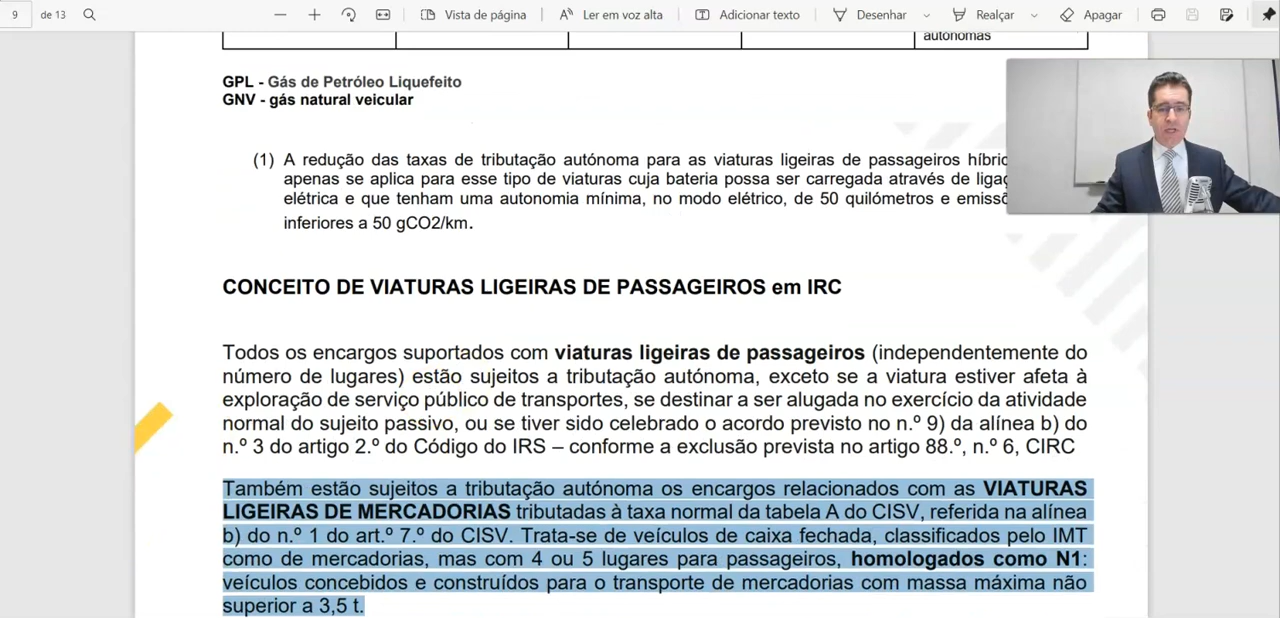 9 de 13 Vista de página Ler em voz alta Adicionar texto Desenhar Realçar Apagar
autónomas
GPL - Gás de Petróleo Liquefeito
GNV - gás natural veicular
(1) A redução das taxas de tributação autónoma para as viaturas ligeiras de passageiros
apenas se aplica para esse tipo de viaturas cuja bateria possa ser carregada através de
elétrica e que tenham uma autonomia mínima, no modo elétrico, de 50 quilómetros e
inferiores a 50 gCO2/km.
CONCEITO DE VIATURAS LIGEIRAS DE PASSAGEIROS em IRC
Todos os encargos suportados com viaturas ligeiras de passageiros (independentemente do
número de lugares) estão sujeitos a tributação autónoma, exceto se a viatura estiver afeta à
exploração de serviço público de transportes, se destinar a ser alugada no exercício da atividade
normal do sujeito passivo, ou se tiver sido celebrado o acordo previsto no n.º 9) da alínea b) do
n.º 3 do artigo 2.º do Código do IRS – conforme a exclusão prevista no artigo 88.º, n.º 6, CIRC
Também estão sujeitos a tributação autónoma os encargos relacionados com as VIATURAS
LIGEIRAS DE MERCADORIAS tributadas à taxa normal da tabela A do CISV, referida na alínea
b) do n.º 1 do art.º 7.º do CISV. Trata-se de veículos de caixa fechada, classificados pelo IMT
como de mercadorias, mas com 4 ou 5 lugares para passageiros, homologados como N1:
veículos concebidos e construídos para o transporte de mercadorias com massa máxima não
superior a 3,5 t.